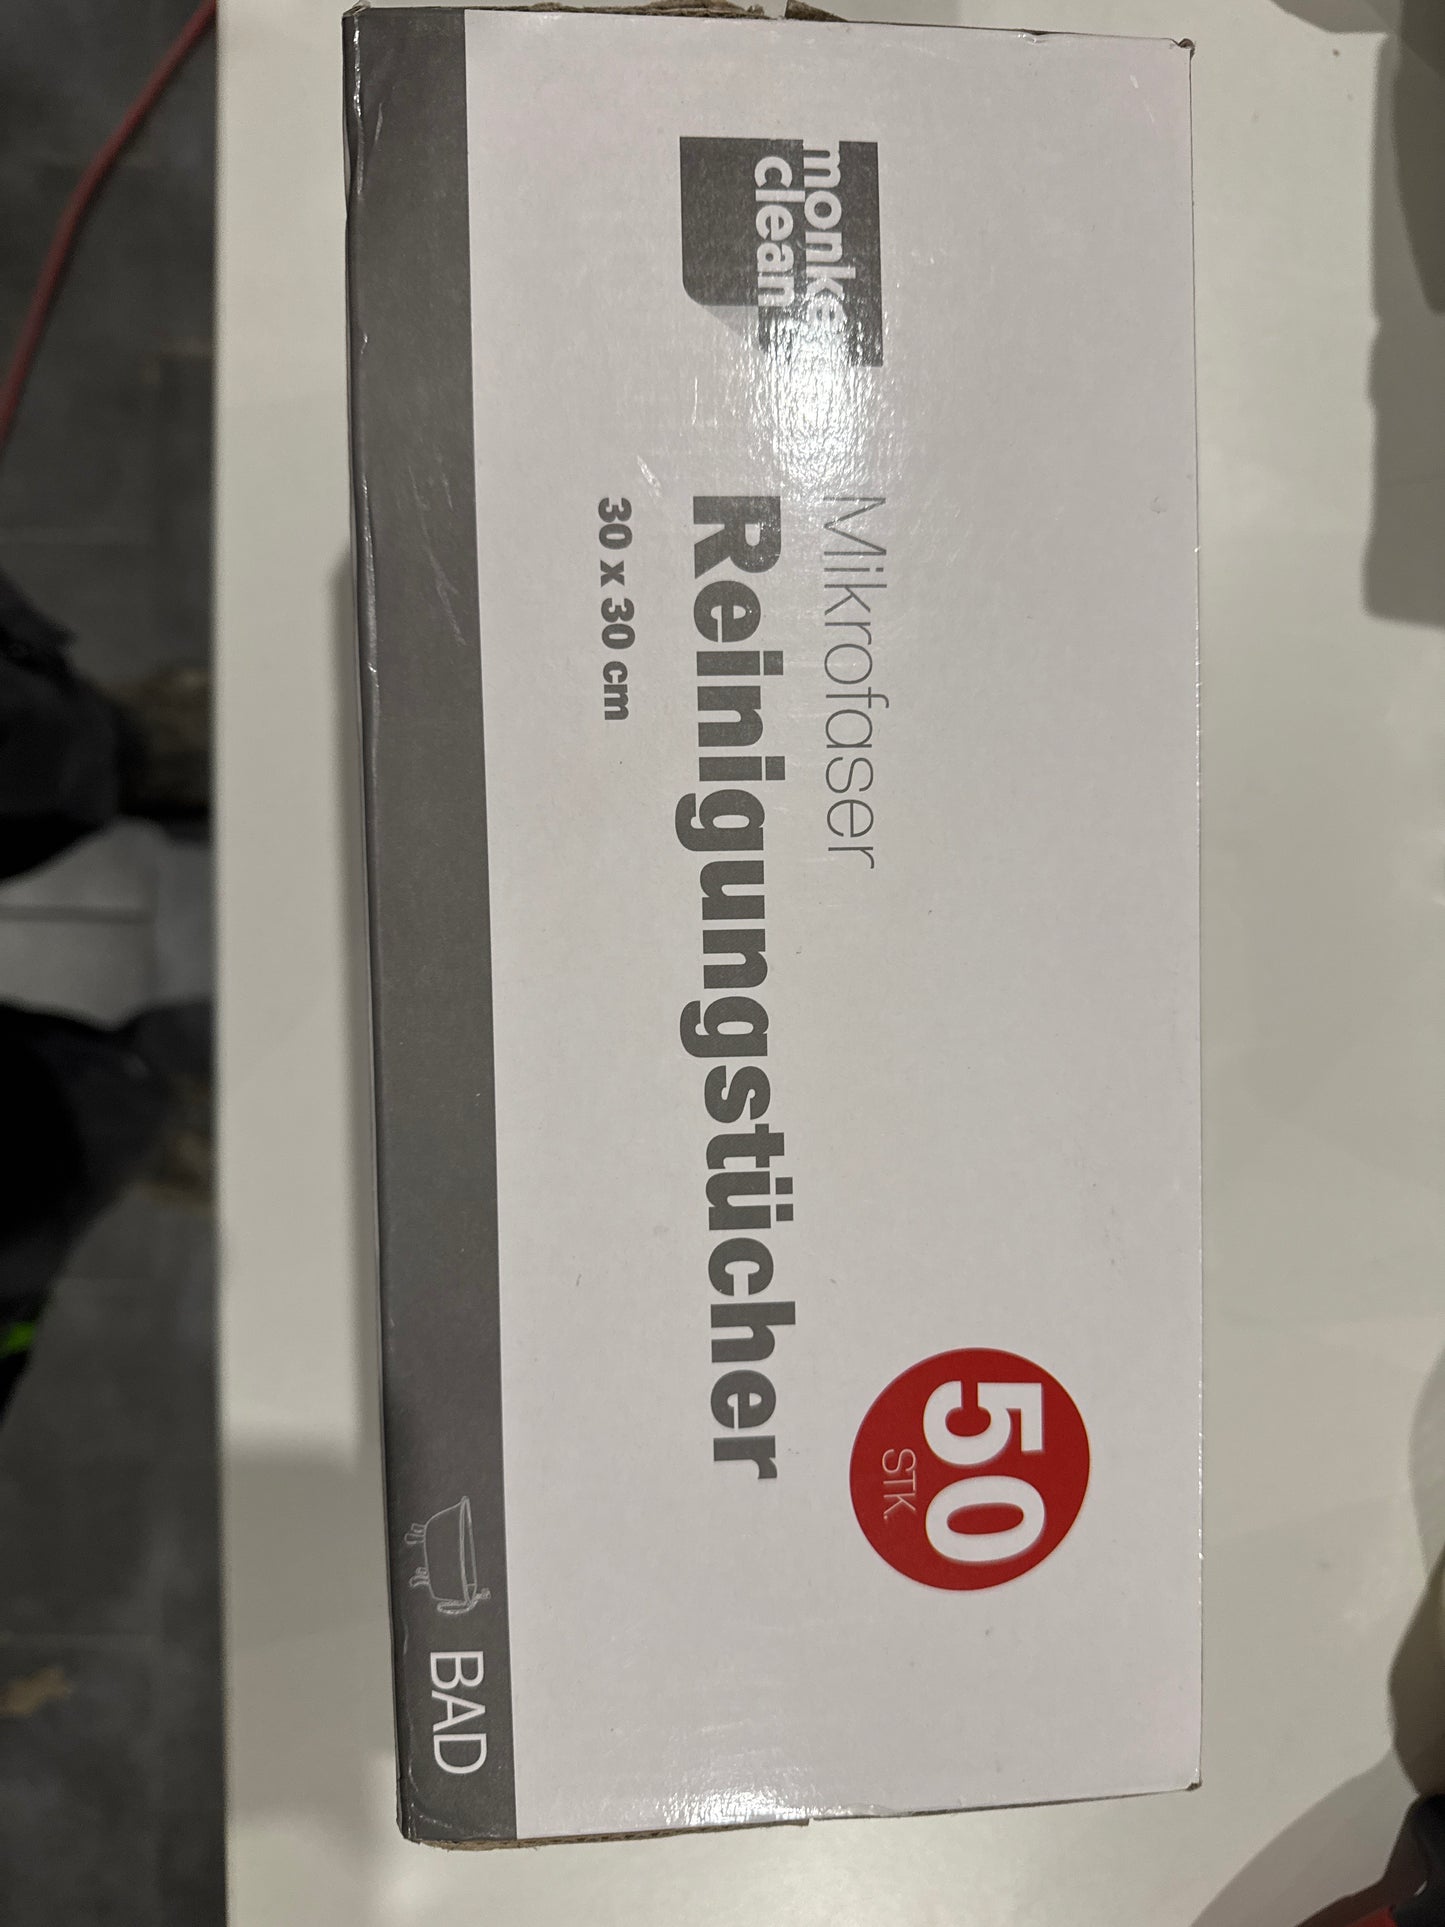 monke
clean
Mikrofaser
Reinigungstücher
30 x 30 cm
50
STK.
BAD